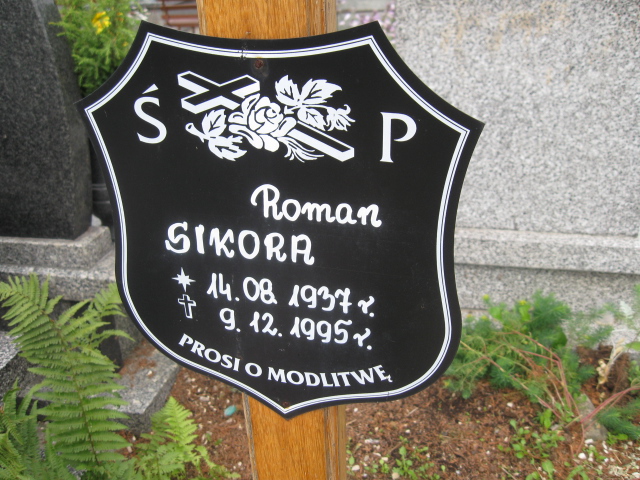 Ś P
Roman
SIKORA
14.08.1937 r.
9.12.1995 r.
PROSI O MODLITWĘ